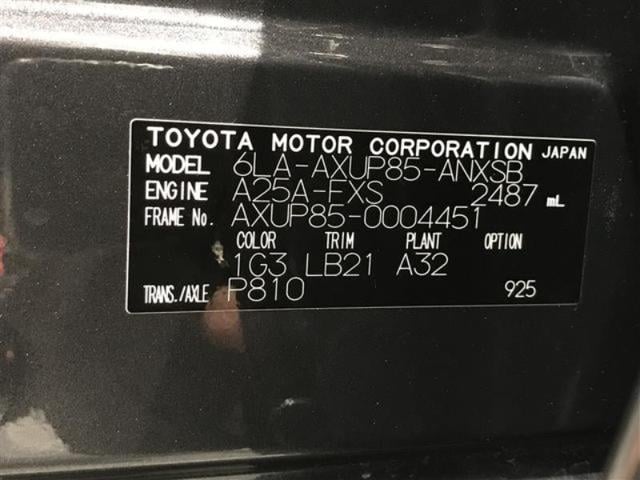 TOYOTA MOTOR CORPORATION JAPAN
MODEL 6LA-AXUP85-ANXSB
ENGINE A25A-FXS 2487 mL
FRAME No. AXUP85-0004451
COLOR TRIM PLANT OPTION
1G3 LB21 A32
TRANS./AXLE P810 925